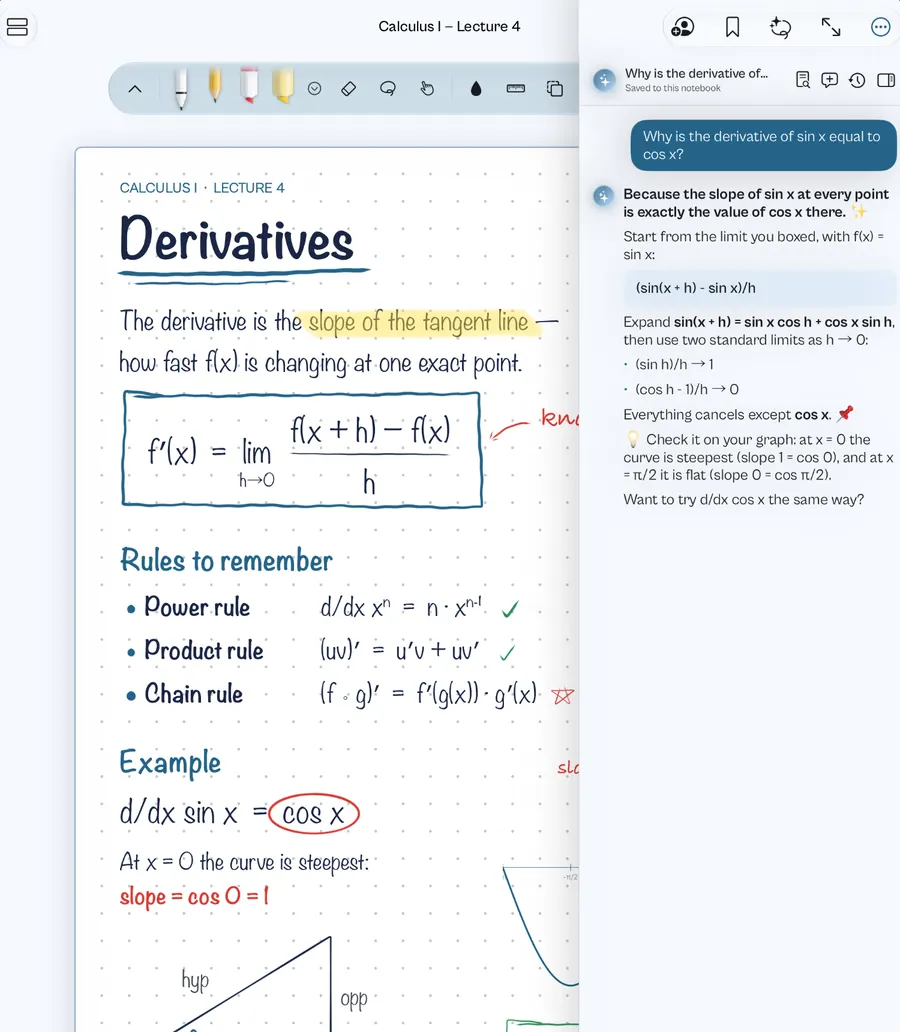 Calculus I – Lecture 4
CALCULUS I · LECTURE 4
Derivatives
The derivative is the slope of the tangent line —
how fast f(x) is changing at one exact point.
f'(x) = lim h→0 f(x + h) – f(x) / h
Rules to remember
• Power rule d/dx xⁿ = n · xⁿ⁻¹ ✓
• Product rule (uv)' = u'v + uv' ✓
• Chain rule (f ∘ g)' = f'(g(x)) · g'(x) ☆
Example
d/dx sin x = cos x
At x = 0 the curve is steepest:
slope = cos 0 = 1
hyp
opp
-π/2
Why is the derivative of...
Saved to this notebook
Why is the derivative of sin x equal to
cos x?
Because the slope of sin x at every point
is exactly the value of cos x there. ✨
Start from the limit you boxed, with f(x) =
sin x:
(sin(x + h) - sin x)/h
Expand sin(x + h) = sin x cos h + cos x sin h,
then use two standard limits as h → 0:
• (sin h)/h → 1
• (cos h - 1)/h → 0
Everything cancels except cos x. 📌
💡 Check it on your graph: at x = 0 the
curve is steepest (slope 1 = cos 0), and at x
= π/2 it is flat (slope 0 = cos π/2).
Want to try d/dx cos x the same way?